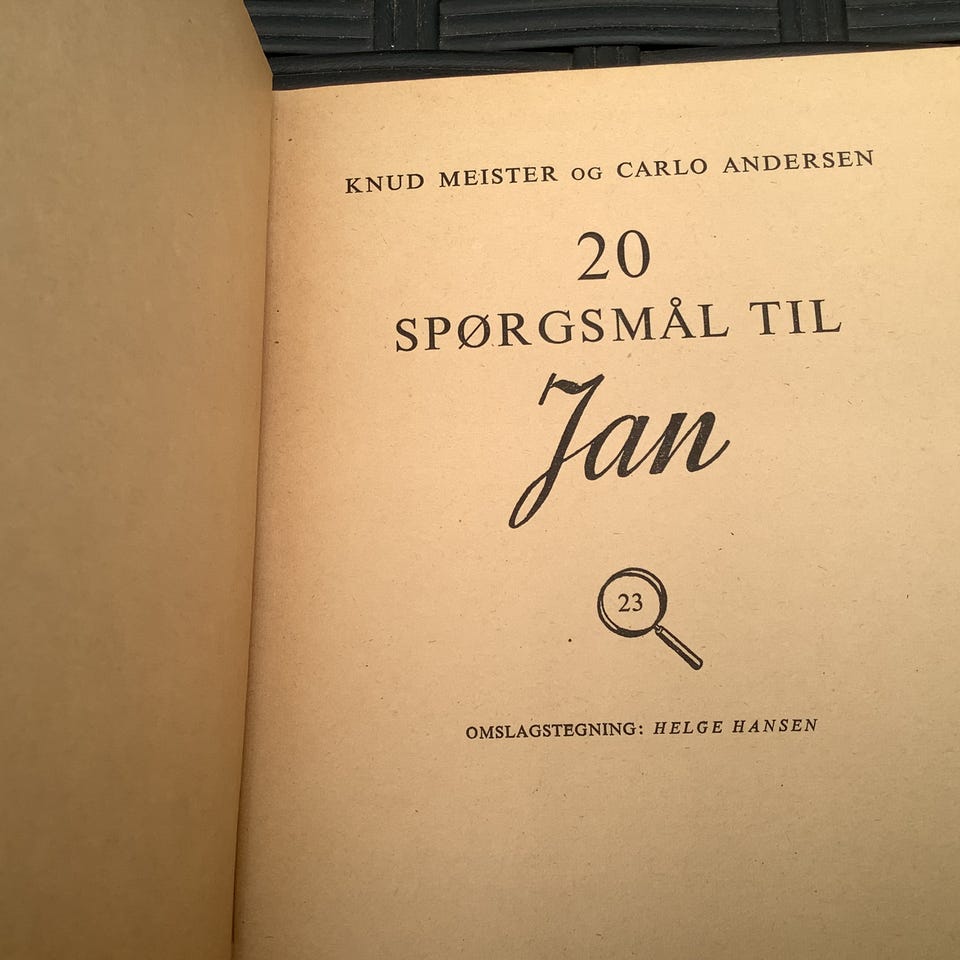 KNUD MEISTER OG CARLO ANDERSEN
20
SPØRGSMÅL TIL
Jan
23
OMSLAGSTEGNING: HELGE HANSEN